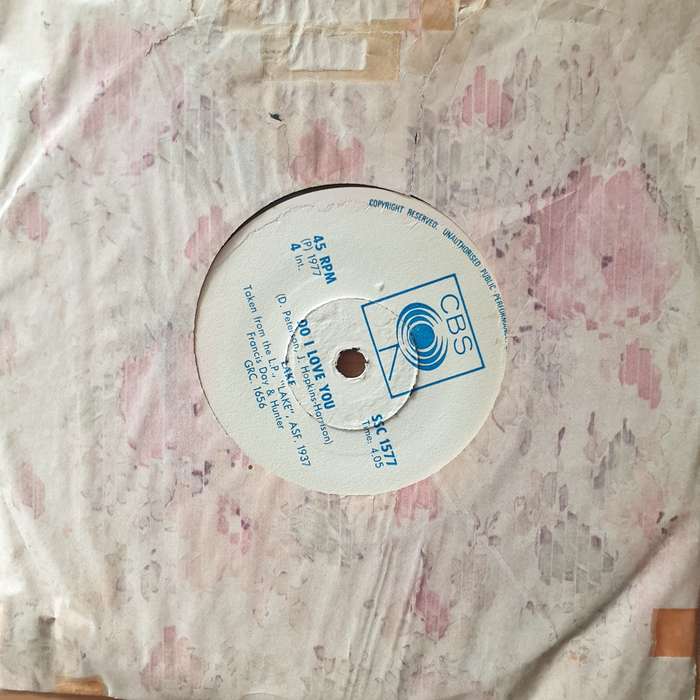 COPYRIGHT RESERVED. UNAUTHORISED PUBLIC
CBS
SSC 1577
Time: 4.05
45 RPM
(P) 1977
4 Int.
DO I LOVE YOU
(D. Peterson, J. Hopkins-Harrison)
LAKE
Taken from the L.P., "LAKE", ASF. 1937
Francis Day & Hunter
GRC. 1656